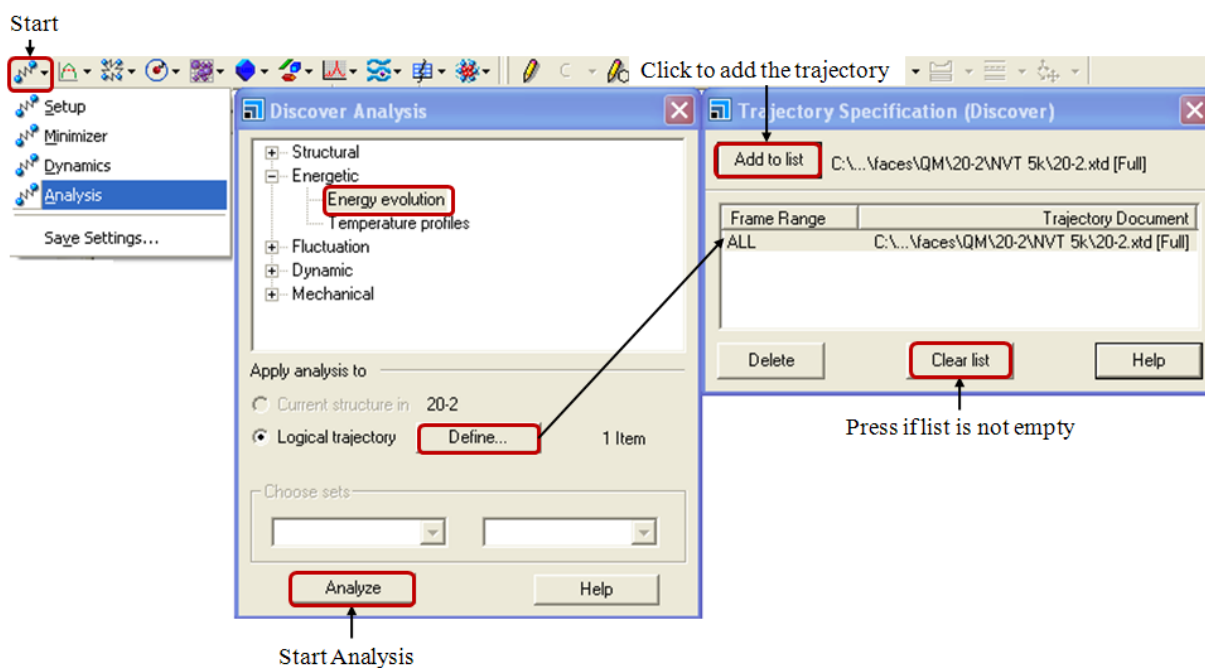 Start
Click to add the trajectory
Setup
Minimizer
Dynamics
Analysis
Save Settings...
Discover Analysis
Structural
Energetic
Energy evolution
Temperature profiles
Fluctuation
Dynamic
Mechanical
Apply analysis to
Current structure in 20-2
Logical trajectory Define... 1 Item
Choose sets
Analyze Help
Start Analysis
Trajectory Specification (Discover)
Add to list C:\...\faces\QM\20-2\NVT 5k\20-2.xtd [Full]
Frame Range Trajectory Document
ALL C:\...\faces\QM\20-2\NVT 5k\20-2.xtd [Full]
Delete Clear list Help
Press if list is not empty